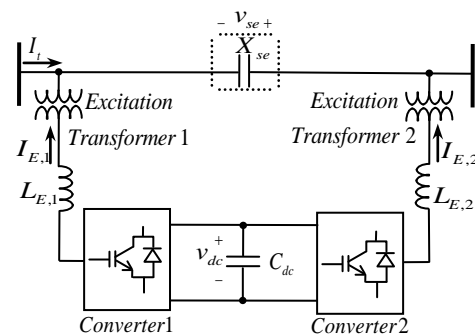 - v_se +
I_t
X_se
Excitation
Transformer 1
Excitation
Transformer 2
I_E,1
I_E,2
L_E,1
L_E,2
+
v_dc
-
C_dc
Converter1
Converter2